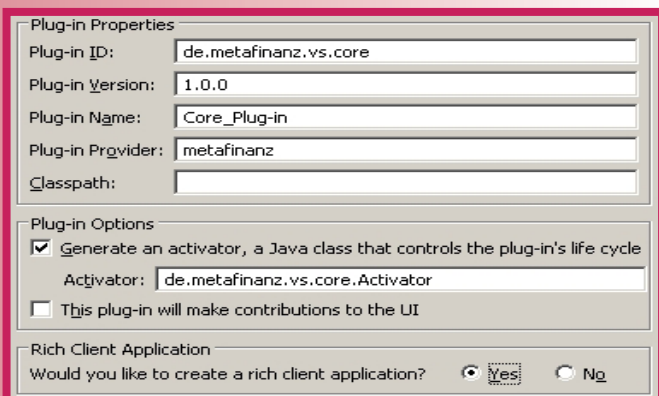 Plug-in Properties
Plug-in ID: de.metafinanz.vs.core
Plug-in Version: 1.0.0
Plug-in Name: Core_Plug-in
Plug-in Provider: metafinanz
Classpath:
Plug-in Options
Generate an activator, a Java class that controls the plug-in's life cycle
Activator: de.metafinanz.vs.core.Activator
This plug-in will make contributions to the UI
Rich Client Application
Would you like to create a rich client application? Yes No